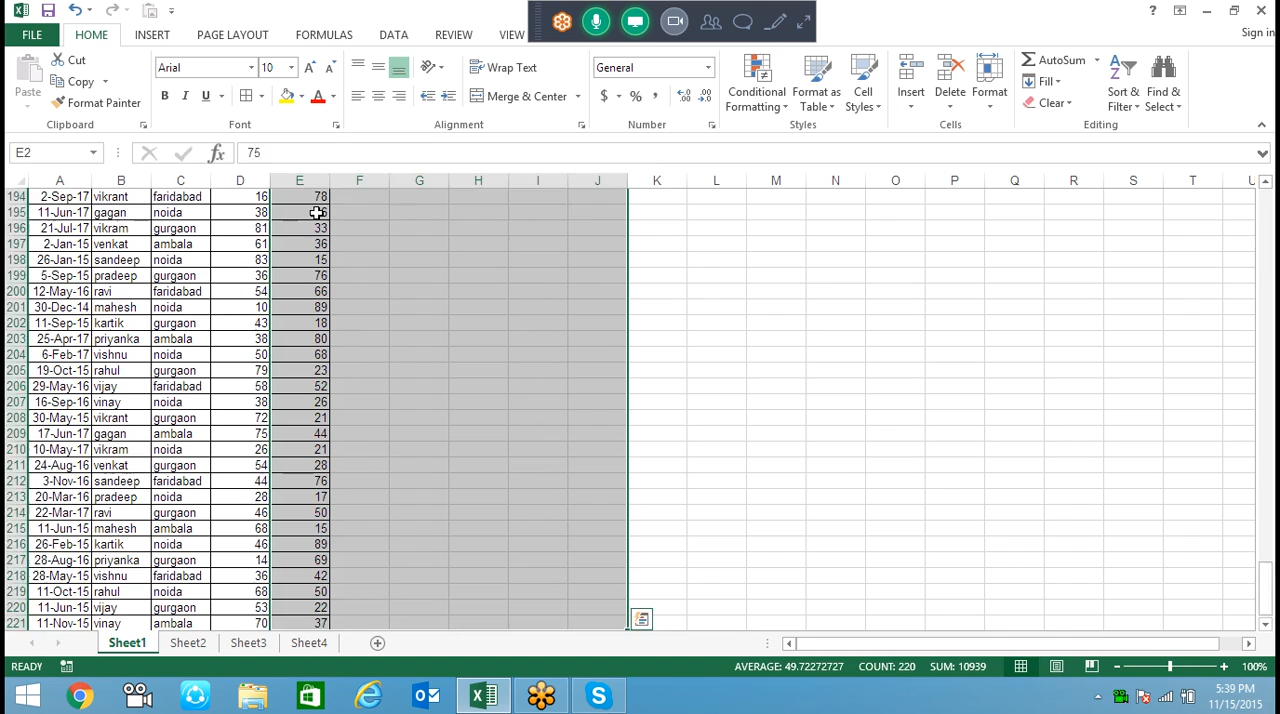 Sign in
FILE HOME INSERT PAGE LAYOUT FORMULAS DATA REVIEW VIEW
Paste Cut Copy Format Painter Clipboard
Arial 10 B I U A Font
Wrap Text Merge & Center Alignment
General $ % , Number
Conditional Formatting Format as Table Cell Styles Styles
Insert Delete Format Cells
AutoSum Fill Clear Sort & Filter Find & Select Editing
E2 fx 75
A B C D E F G H I J K L M N O P Q R S T U
194 2-Sep-17 vikrant faridabad 16 78
195 11-Jun-17 gagan noida 38
196 21-Jul-17 vikram gurgaon 81 33
197 2-Jan-15 venkat ambala 61 36
198 26-Jan-15 sandeep noida 83 15
199 5-Sep-15 pradeep gurgaon 36 76
200 12-May-16 ravi faridabad 54 66
201 30-Dec-14 mahesh noida 10 89
202 11-Sep-15 kartik gurgaon 43 18
203 25-Apr-17 priyanka ambala 38 80
204 6-Feb-17 vishnu noida 50 68
205 19-Oct-15 rahul gurgaon 79 23
206 29-May-16 vijay faridabad 58 52
207 16-Sep-16 vinay noida 38 26
208 30-May-15 vikrant gurgaon 72 21
209 17-Jun-17 gagan ambala 75 44
210 10-May-17 vikram noida 26 21
211 24-Aug-16 venkat gurgaon 54 28
212 3-Nov-16 sandeep faridabad 44 76
213 20-Mar-16 pradeep noida 28 17
214 22-Mar-17 ravi gurgaon 46 50
215 11-Jun-15 mahesh ambala 68 15
216 26-Feb-15 kartik noida 46 89
217 28-Aug-16 priyanka gurgaon 14 69
218 28-May-15 vishnu faridabad 36 42
219 11-Oct-15 rahul noida 68 50
220 11-Jun-15 vijay gurgaon 53 22
221 11-Nov-15 vinay ambala 70 37
Sheet1 Sheet2 Sheet3 Sheet4
READY AVERAGE: 49.72272727 COUNT: 220 SUM: 10939 100%
5:39 PM
11/15/2015